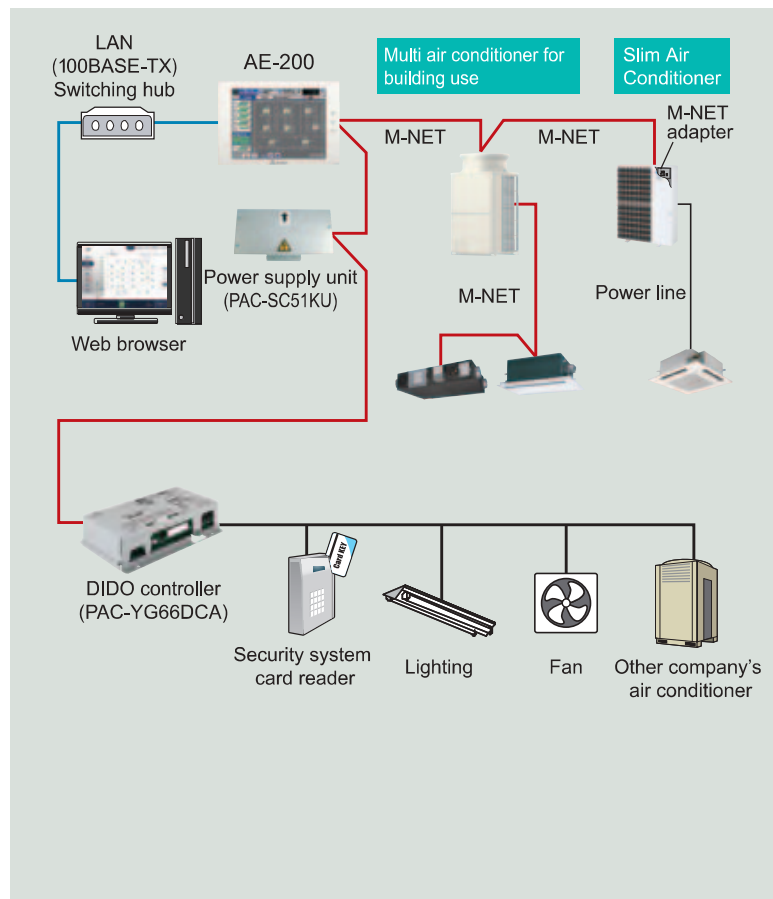 LAN
(100BASE-TX)
Switching hub
AE-200
Multi air conditioner for
building use
Slim Air
Conditioner
M-NET
adapter
M-NET
M-NET
Power supply unit
(PAC-SC51KU)
M-NET
Power line
Web browser
Card KEY
DIDO controller
(PAC-YG66DCA)
Security system
card reader
Lighting
Fan
Other company's
air conditioner